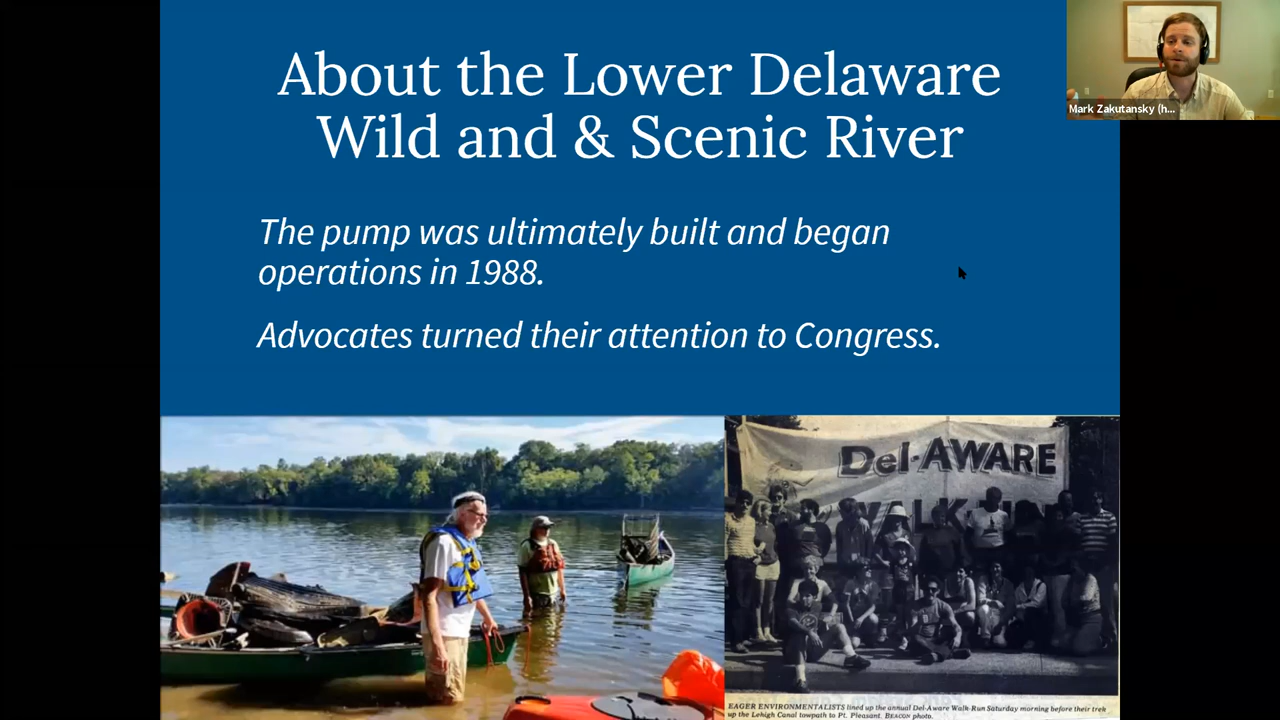 About the Lower Delaware
Wild and & Scenic River
Mark Zakutansky (h...
The pump was ultimately built and began
operations in 1988.
Advocates turned their attention to Congress.
Del-AWARE
WALK-RUN
EAGER ENVIRONMENTALISTS lined up the annual Del-Aware Walk-Run Saturday morning before their trek
up the Lehigh Canal towpath to Pt. Pleasant. BEACON photo.